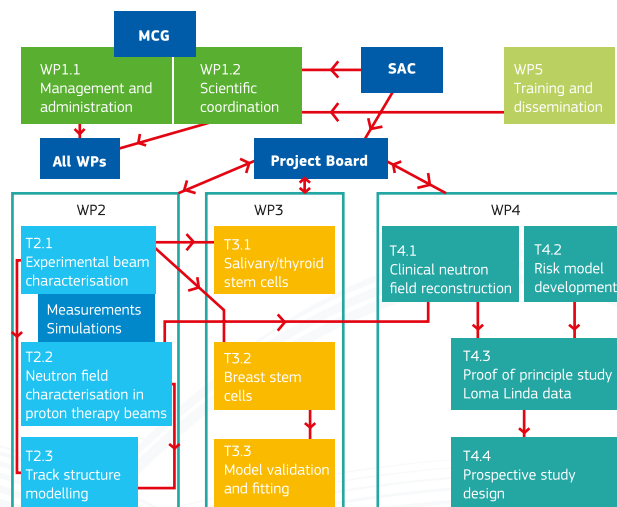 MCG
WP1.1
Management and
administration
WP1.2
Scientific
coordination
SAC
WP5
Training and
dissemination
All WPs
Project Board
WP2
T2.1
Experimental beam
characterisation
Measurements
Simulations
T2.2
Neutron field
characterisation in
proton therapy beams
T2.3
Track structure
modelling
WP3
T3.1
Salivary/thyroid
stem cells
T3.2
Breast stem
cells
T3.3
Model validation
and fitting
WP4
T4.1
Clinical neutron
field reconstruction
T4.2
Risk model
development
T4.3
Proof of principle study
Loma Linda data
T4.4
Prospective study
design